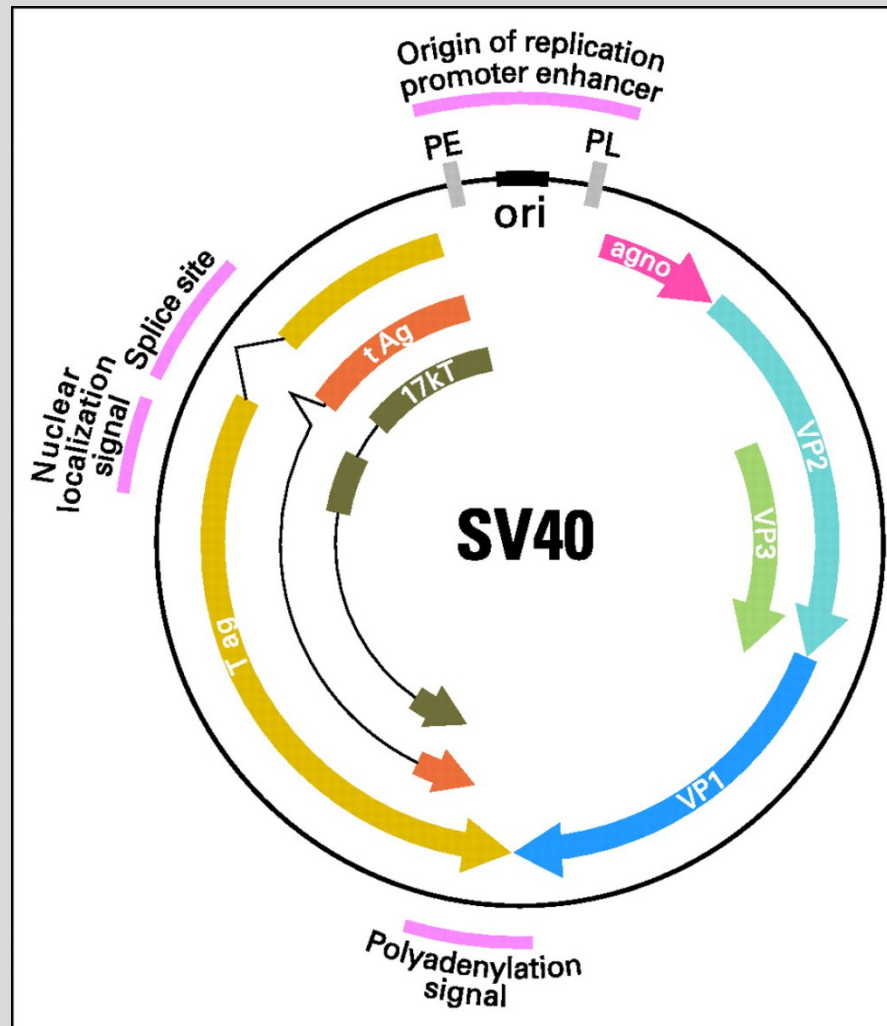 Origin of replication
promoter enhancer
PE
PL
ori
agno
Splice site
t Ag
17kT
Nuclear
localization
signal
VP2
VP3
SV40
T ag
VP1
Polyadenylation
signal